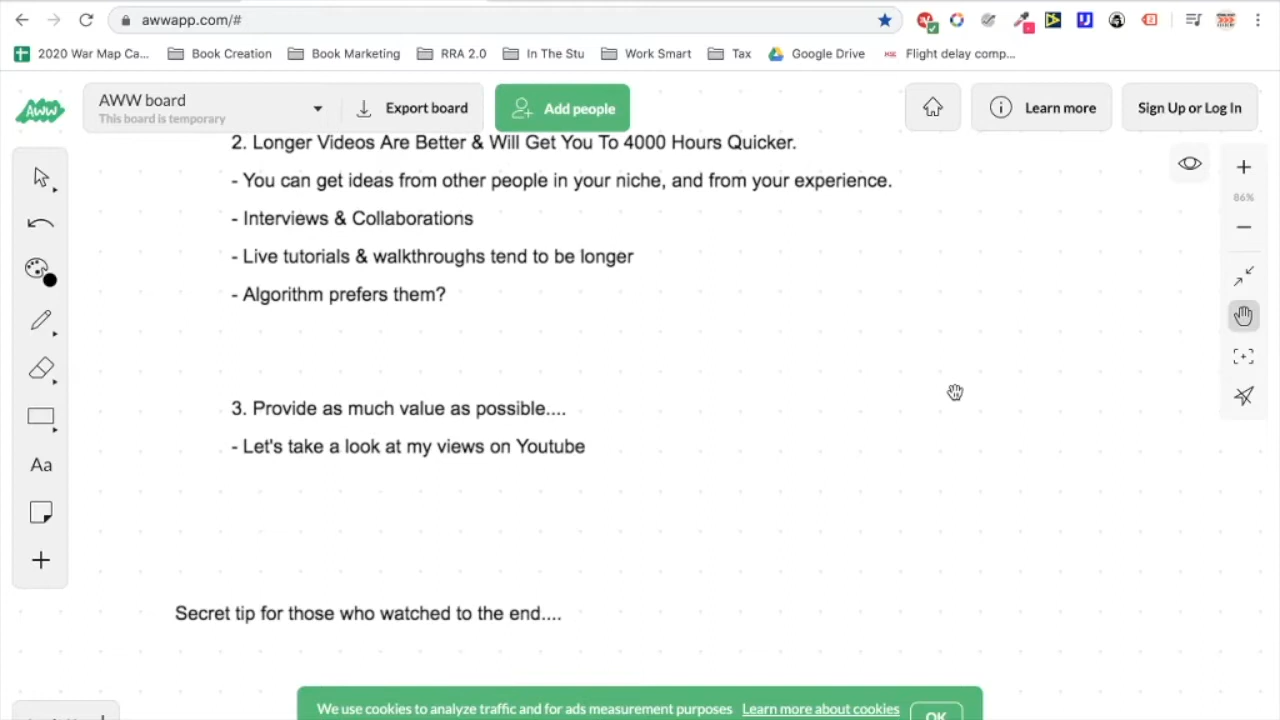 awwapp.com/#
2020 War Map Ca...
Book Creation
Book Marketing
RRA 2.0
In The Stu
Work Smart
Tax
Google Drive
Flight delay comp...
AWW
AWW board
This board is temporary
Export board
Add people
Learn more
Sign Up or Log In
2. Longer Videos Are Better & Will Get You To 4000 Hours Quicker.
- You can get ideas from other people in your niche, and from your experience.
- Interviews & Collaborations
- Live tutorials & walkthroughs tend to be longer
- Algorithm prefers them?
86%
3. Provide as much value as possible....
- Let's take a look at my views on Youtube
Aa
Secret tip for those who watched to the end....
We use cookies to analyze traffic and for ads measurement purposes Learn more about cookies
OK